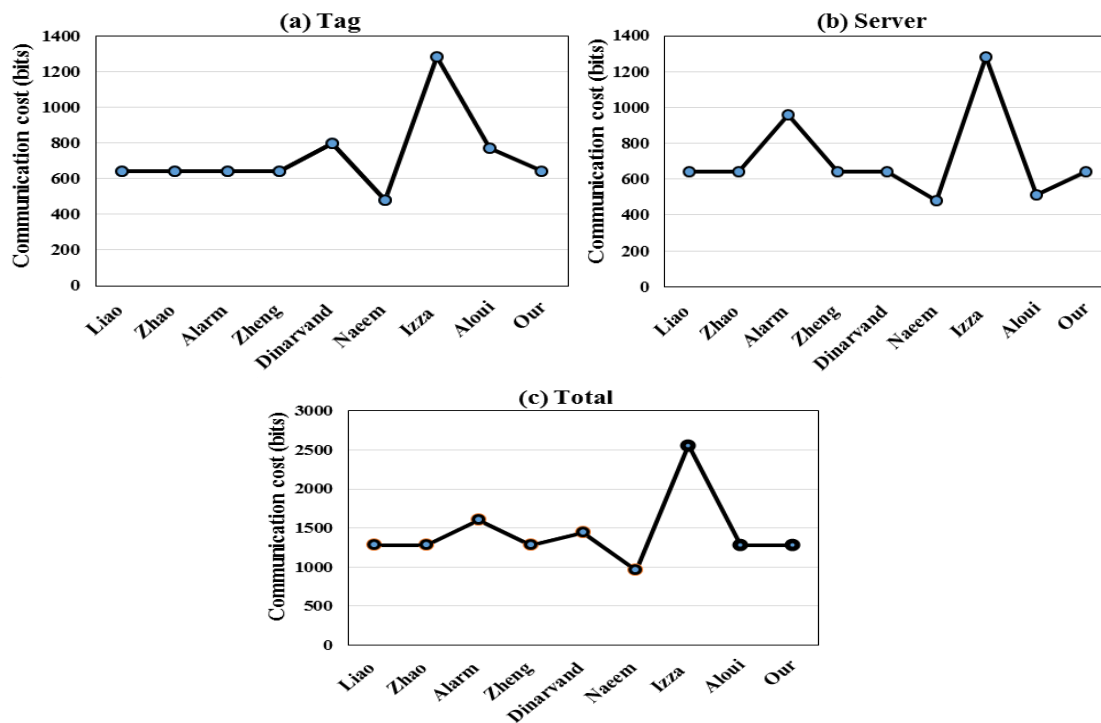 (a) Tag
Communication cost (bits)
1400
1200
1000
800
600
400
200
0
Liao
Zhao
Alarm
Zheng
Dinarvand
Naeem
Izza
Aloui
Our
(b) Server
Communication cost (bits)
1400
1200
1000
800
600
400
200
0
Liao
Zhao
Alarm
Zheng
Dinarvand
Naeem
Izza
Aloui
Our
(c) Total
Communication cost (bits)
3000
2500
2000
1500
1000
500
0
Liao
Zhao
Alarm
Zheng
Dinarvand
Naeem
Izza
Aloui
Our